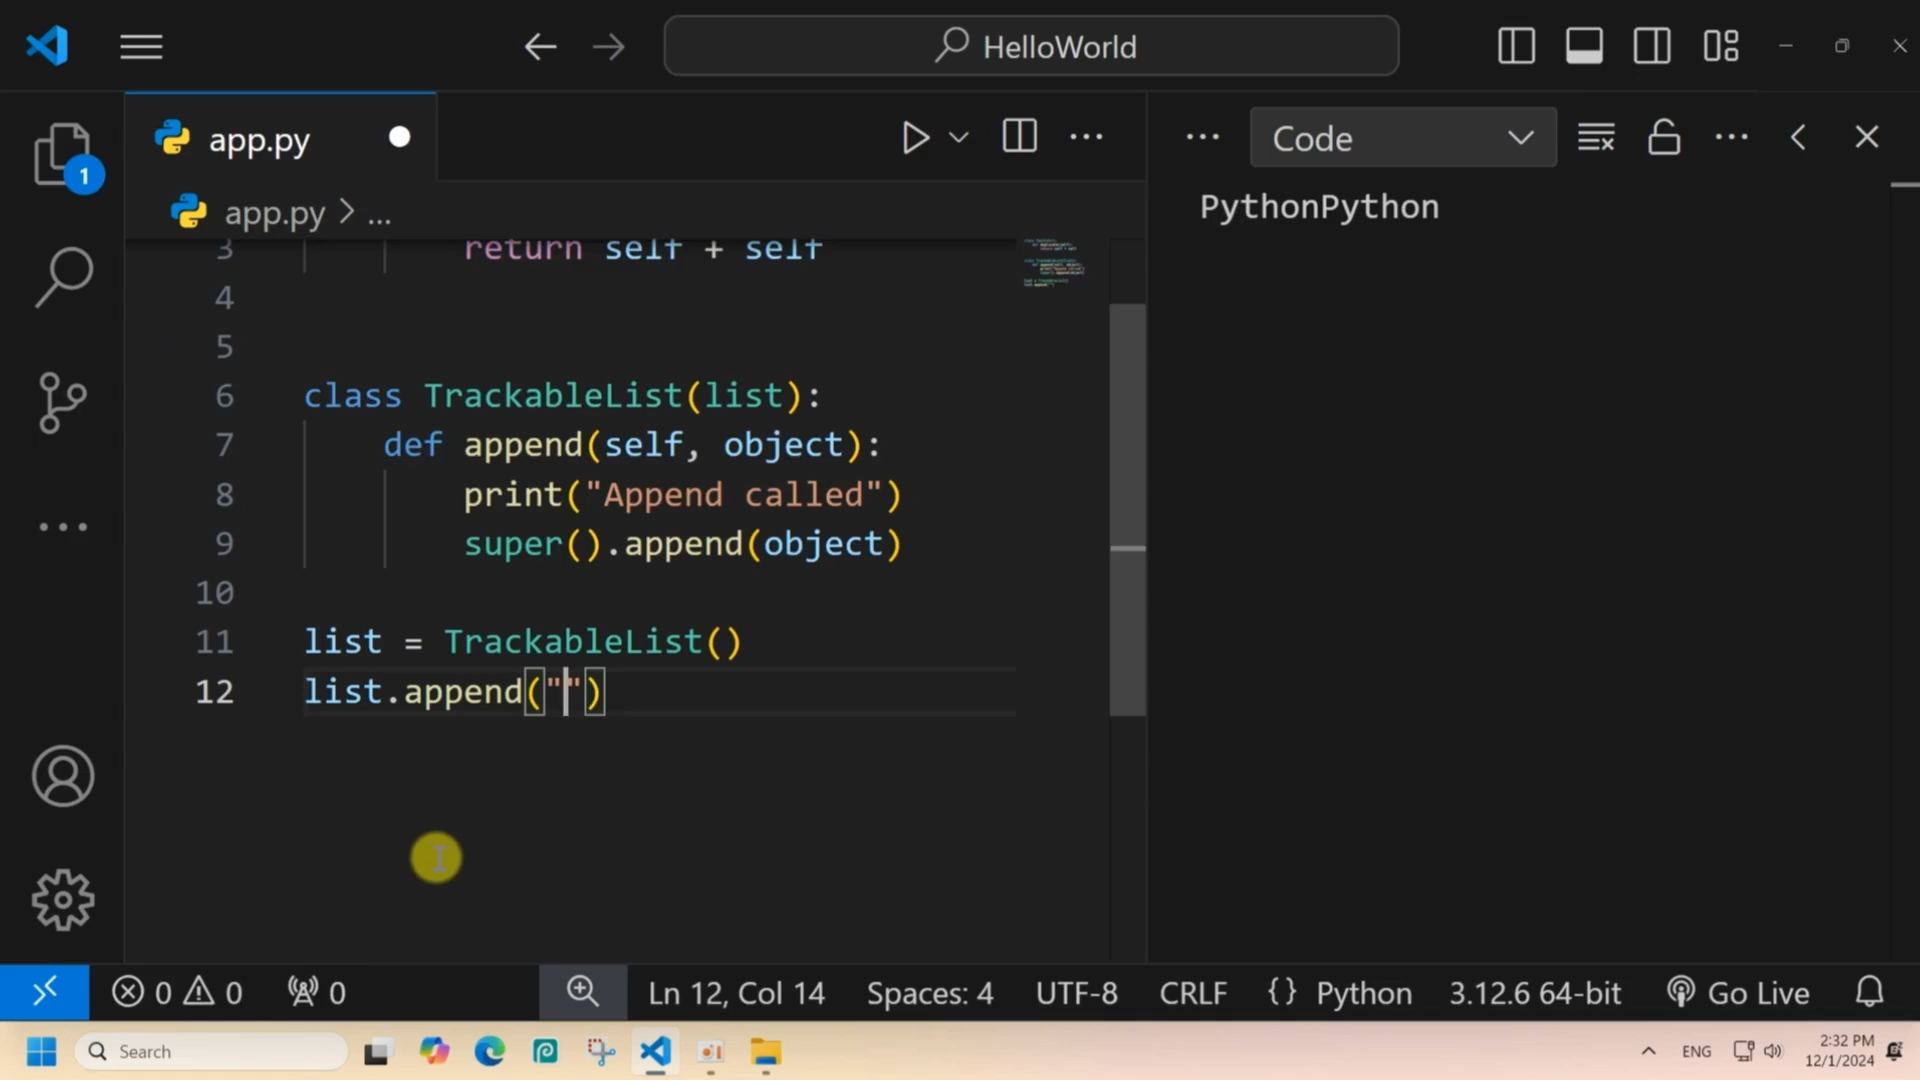 HelloWorld
app.py
Code
1
app.py > ...
PythonPython
3 return self + self
4
5
6 class TrackableList(list):
7 def append(self, object):
8 print("Append called")
9 super().append(object)
10
11 list = TrackableList()
12 list.append("")
0 0 0 Ln 12, Col 14 Spaces: 4 UTF-8 CRLF {} Python 3.12.6 64-bit Go Live
Search ENG 2:32 PM
12/1/2024